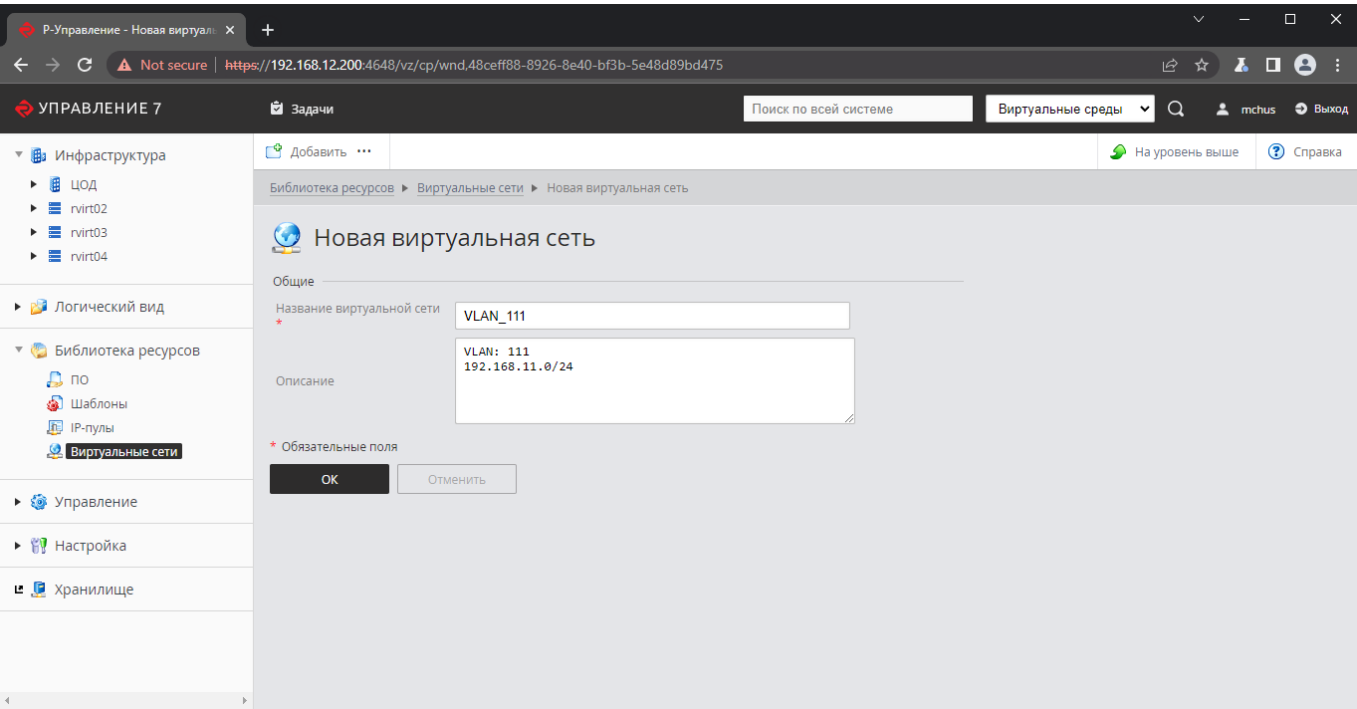 Р-Управление - Новая виртуаль
Not secure | https://192.168.12.200:4648/vz/cp/wnd,48ceff88-8926-8e40-bf3b-5e48d89bd475
УПРАВЛЕНИЕ 7
Задачи
Поиск по всей системе
Виртуальные среды
mchus
Выход
Инфраструктура
ЦОД
rvirt02
rvirt03
rvirt04
Логический вид
Библиотека ресурсов
ПО
Шаблоны
IP-пулы
Виртуальные сети
Управление
Настройка
Хранилище
Добавить ...
На уровень выше
Справка
Библиотека ресурсов ▶ Виртуальные сети ▶ Новая виртуальная сеть
Новая виртуальная сеть
Общие
Название виртуальной сети
*
VLAN_111
Описание
VLAN: 111
192.168.11.0/24
* Обязательные поля
ОК
Отменить